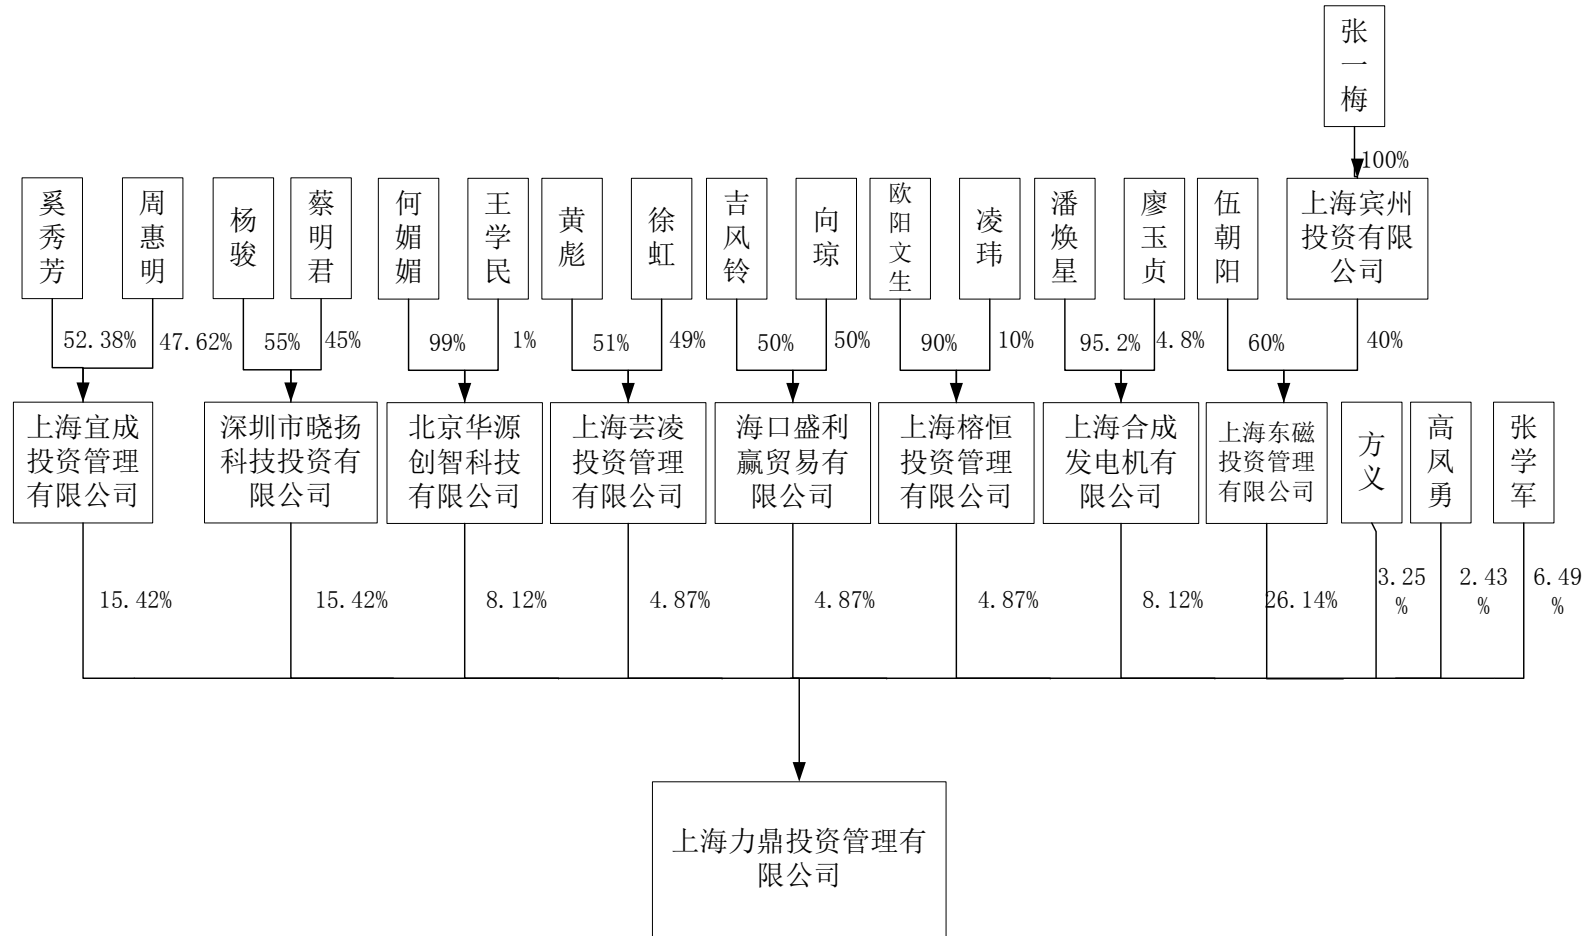 张一梅
100%
奚秀芳
周惠明
杨骏
蔡明君
何媚媚
王学民
黄彪
徐虹
吉风铃
向琼
欧阳文生
凌玮
潘焕星
廖玉贞
伍朝阳
上海宾州
投资有限
公司
52.38%
47.62%
55%
45%
99%
1%
51%
49%
50%
50%
90%
10%
95.2%
4.8%
60%
40%
上海宜成
投资管理
有限公司
深圳市晓扬
科技投资有
限公司
北京华源
创智科技
有限公司
上海芸凌
投资管理
有限公司
海口盛利
赢贸易有
限公司
上海榕恒
投资管理
有限公司
上海合成
发电机有
限公司
上海东磁
投资管理
有限公司
方义
高凤勇
张学军
15.42%
15.42%
8.12%
4.87%
4.87%
4.87%
8.12%
26.14%
3.25
%
2.43
%
6.49
%
上海力鼎投资管理有
限公司